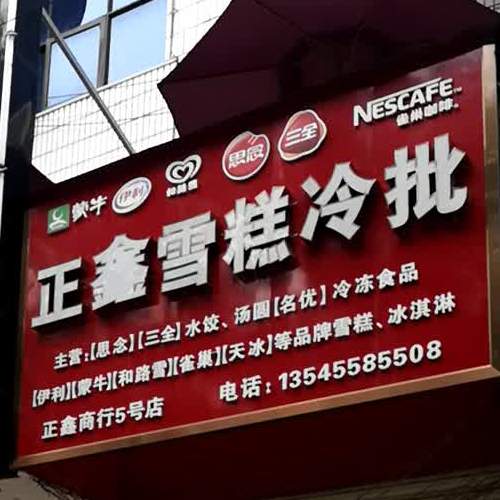 蒙牛 伊利 和路雪 思念 三全 NESCAFE 雀巢咖啡
正鑫雪糕冷批
主营:【思念】【三全】水饺、汤圆【名优】冷冻食品
【伊利】【蒙牛】【和路雪】【雀巢】【天冰】等品牌雪糕、冰淇淋
正鑫商行5号店 电话:13545585508